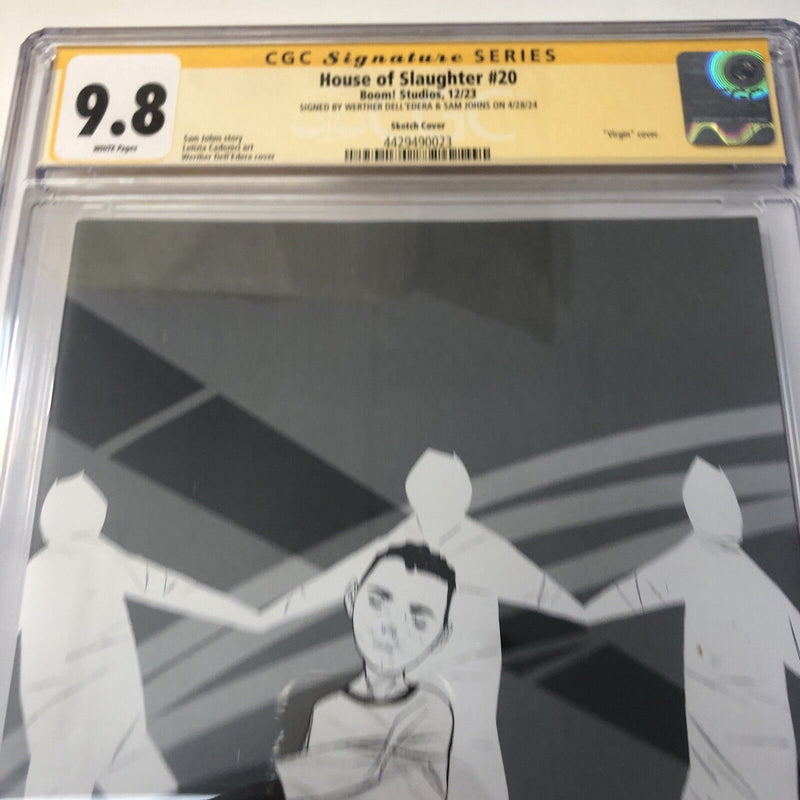 CGC Signature SERIES
House of Slaughter #20
Boom! Studios, 12/23
SIGNED BY WERTHER DELL'EDERA & SAM JOHNS ON 4/28/24
9.8
WHITE Pages
Sketch Cover
"Virgin" cover
Sam Johns story
Letizia Cadonici art
Werther Dell'Edera cover
4429490023